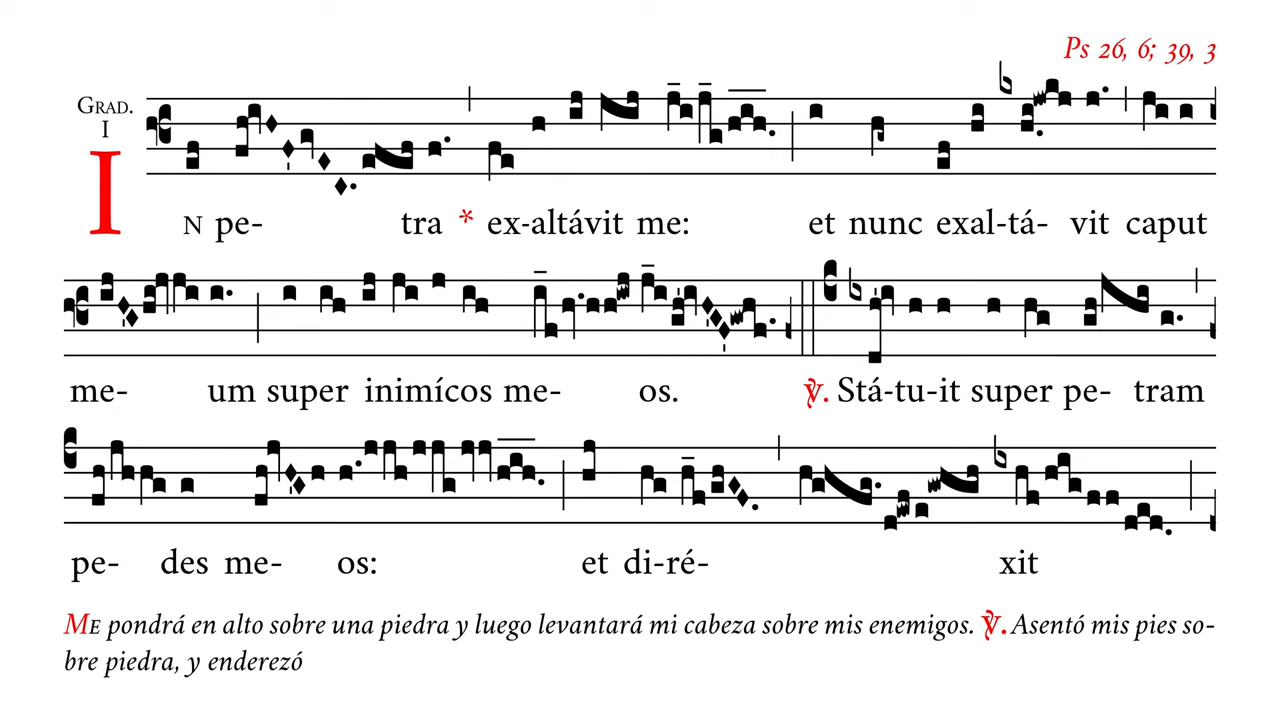 Ps 26, 6; 39, 3
GRAD.
I
IN pe- tra * ex-altávit me: et nunc exal-tá- vit caput
me- um super inimícos me- os. ℣. Stá-tu-it super pe- tram
pe- des me- os: et di-ré- xit
ME pondrá en alto sobre una piedra y luego levantará mi cabeza sobre mis enemigos. ℣. Asentó mis pies so-
bre piedra, y enderezó